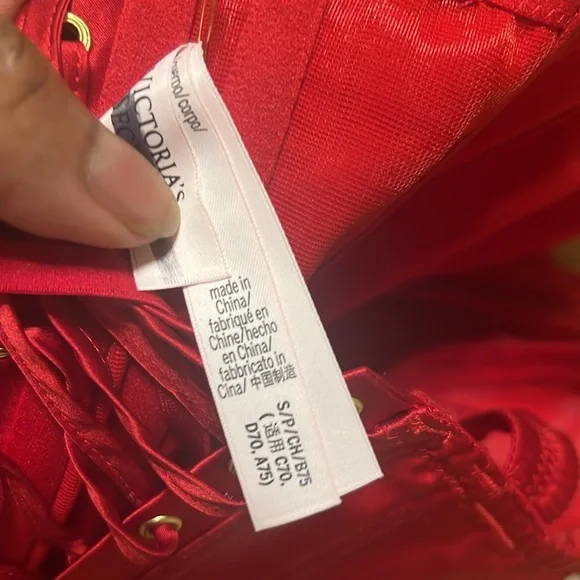 cuerpo/corpo/
VICTORIA'S
made in
China/
fabriqué en
Chine/hecho
en China/
fabbricato in
Cina/ 中国制造
S/P/CH/B75
(适用 C70,
D70, A75)